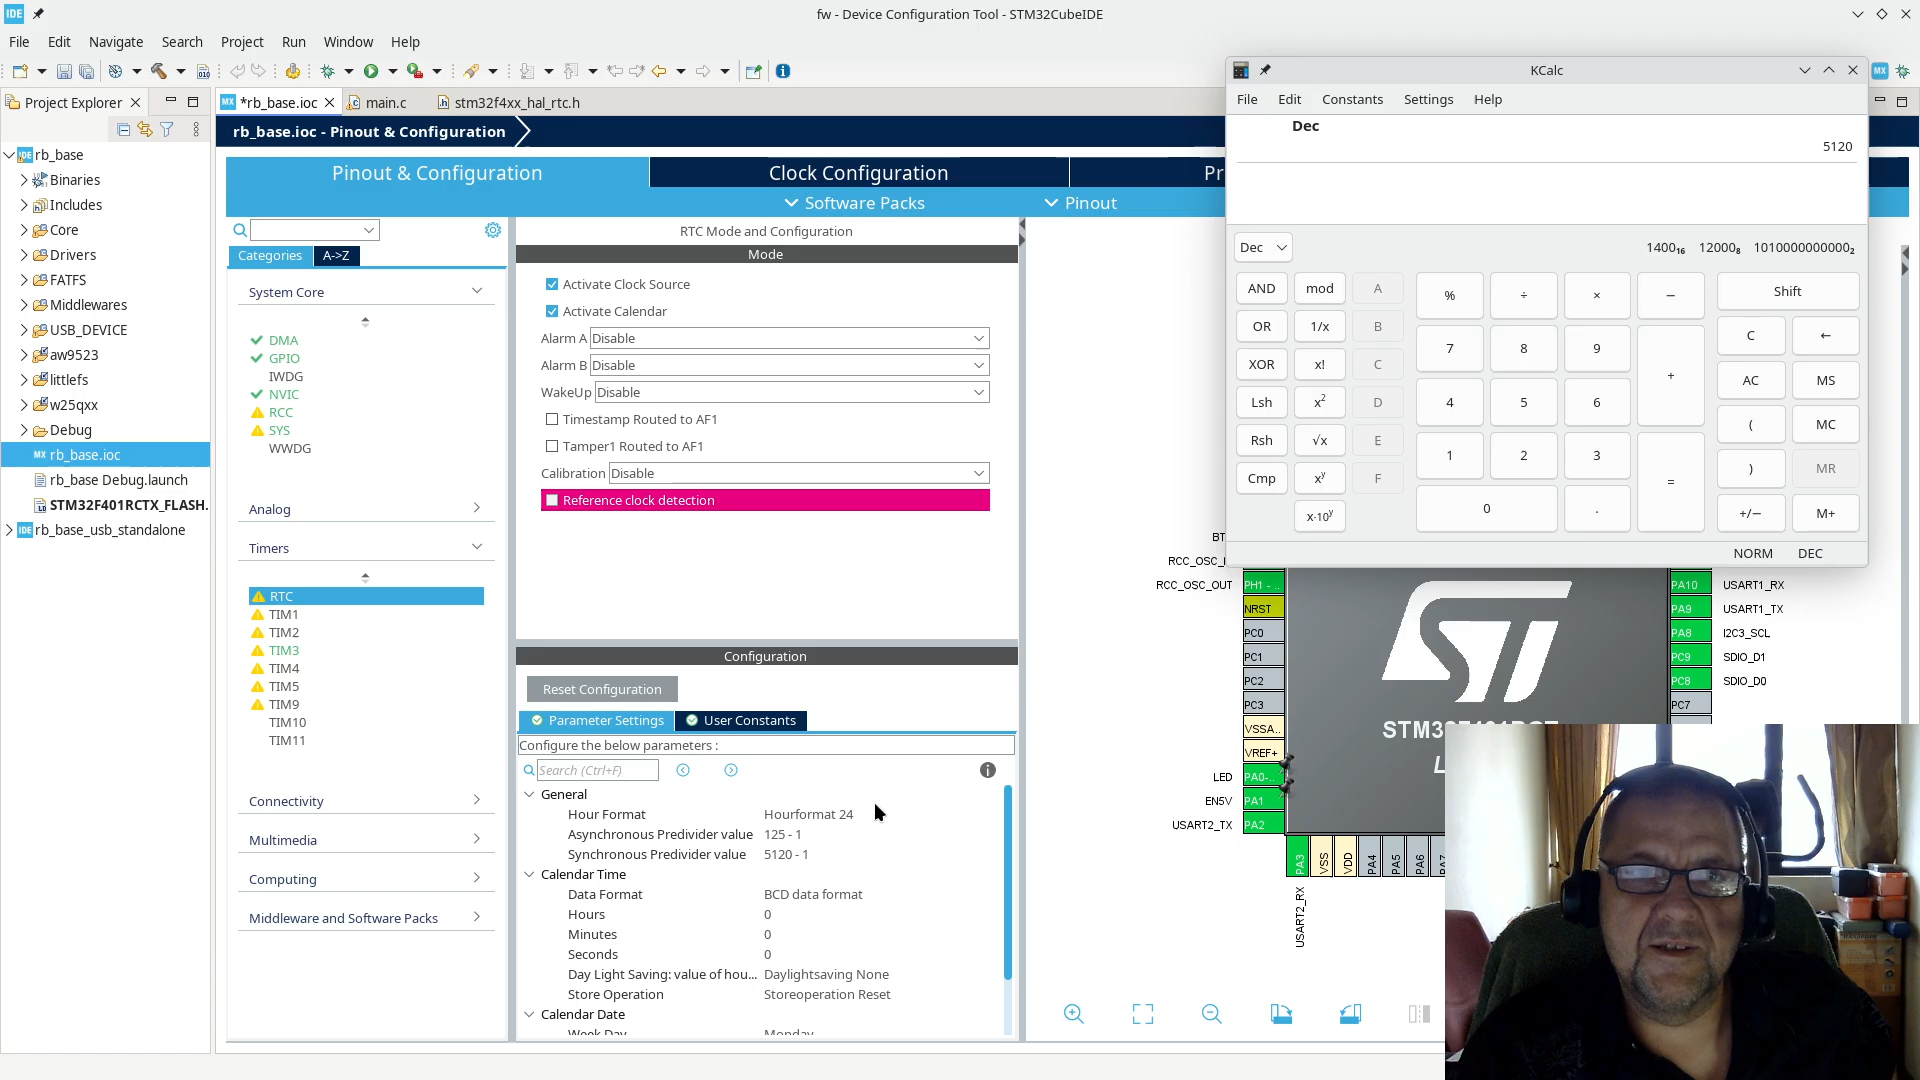 IDE
fw - Device Configuration Tool - STM32CubeIDE
File Edit Navigate Search Project Run Window Help
Project Explorer
*rb_base.ioc
main.c
stm32f4xx_hal_rtc.h
rb_base.ioc - Pinout & Configuration
rb_base
Binaries
Includes
Core
Drivers
FATFS
Middlewares
USB_DEVICE
aw9523
littlefs
w25qxx
Debug
MX rb_base.ioc
rb_base Debug.launch
STM32F401RCTX_FLASH.
rb_base_usb_standalone
Pinout & Configuration
Clock Configuration
Pr
Software Packs
Pinout
Categories
A->Z
System Core
DMA
GPIO
IWDG
NVIC
RCC
SYS
WWDG
Analog
Timers
RTC
TIM1
TIM2
TIM3
TIM4
TIM5
TIM9
TIM10
TIM11
Connectivity
Multimedia
Computing
Middleware and Software Packs
RTC Mode and Configuration
Mode
Activate Clock Source
Activate Calendar
Alarm A Disable
Alarm B Disable
WakeUp Disable
Timestamp Routed to AF1
Tamper1 Routed to AF1
Calibration Disable
Reference clock detection
Configuration
Reset Configuration
Parameter Settings
User Constants
Configure the below parameters :
Search (Ctrl+F)
General
Hour Format Hourformat 24
Asynchronous Predivider value 125 - 1
Synchronous Predivider value 5120 - 1
Calendar Time
Data Format BCD data format
Hours 0
Minutes 0
Seconds 0
Day Light Saving: value of hou... Daylightsaving None
Store Operation Storeoperation Reset
Calendar Date
Week Day Monday
KCalc
File Edit Constants Settings Help
Dec
5120
Dec
1400₁₆ 12000₈ 1010000000000₂
AND mod A % ÷ × − Shift
OR 1/x B 7 8 9 + C ←
XOR x! C AC MS
Lsh x² D 4 5 6 ( MC
Rsh √x E 1 2 3 = ) MR
Cmp xʸ F 0 . +/− M+
x·10ʸ
NORM DEC
BT
RCC_OSC_I
RCC_OSC_OUT PH1 - ..
NRST
PC0
PC1
PC2
PC3
VSSA..
VREF+
LED PA0-..
EN5V PA1
USART2_TX PA2
PA3 VSS VDD PA4 PA5 PA6 PA7
USART2_RX
PA10 USART1_RX
PA9 USART1_TX
PA8 I2C3_SCL
PC9 SDIO_D1
PC8 SDIO_D0
PC7
ST